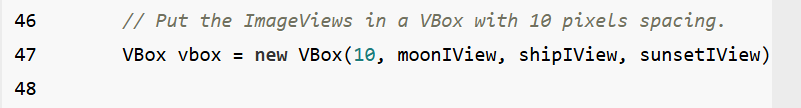 46 // Put the ImageViews in a VBox with 10 pixels spacing.
47 VBox vbox = new VBox(10, moonIView, shipIView, sunsetIView)
48